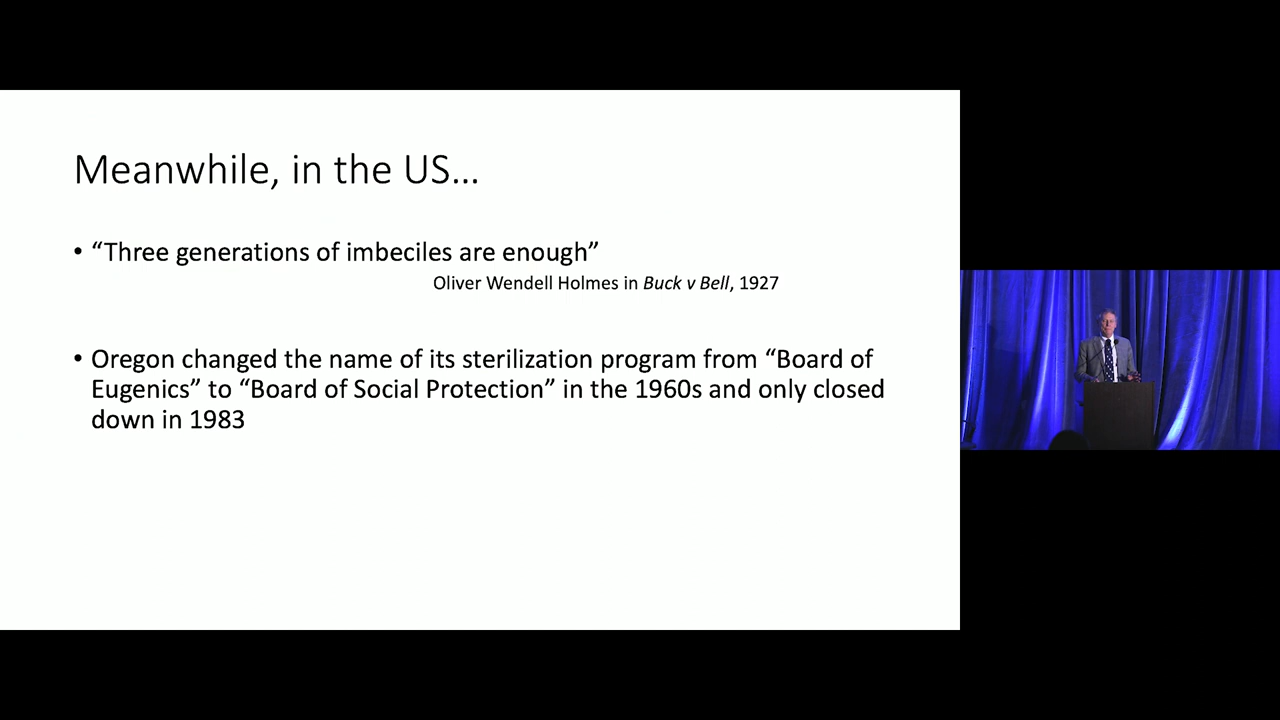 Meanwhile, in the US…
• “Three generations of imbeciles are enough”
Oliver Wendell Holmes in Buck v Bell, 1927
• Oregon changed the name of its sterilization program from “Board of
Eugenics” to “Board of Social Protection” in the 1960s and only closed
down in 1983